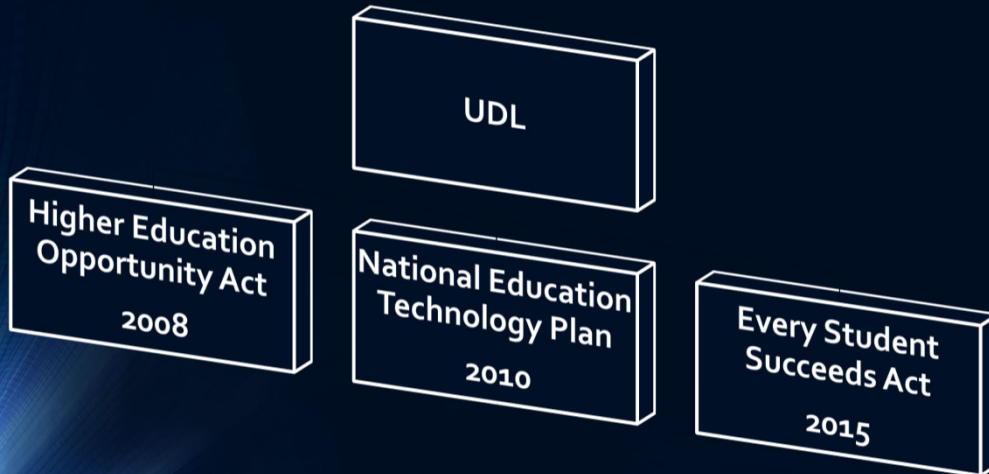 UDL
Higher Education
Opportunity Act
2008
National Education
Technology Plan
2010
Every Student
Succeeds Act
2015